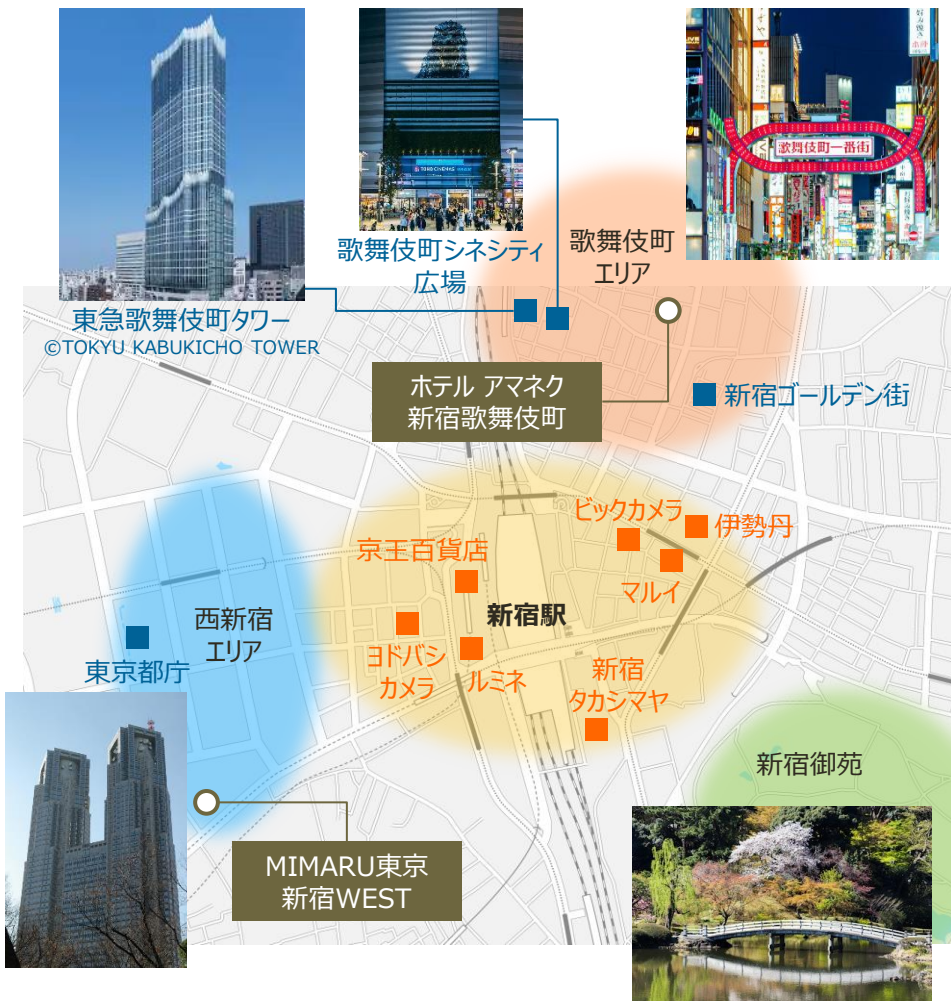 歌舞伎町一番街
TOHO CINEMAS
歌舞伎町シネシティ
広場
歌舞伎町
エリア
東急歌舞伎町タワー
©TOKYU KABUKICHO TOWER
ホテル アマネク
新宿歌舞伎町
新宿ゴールデン街
ビックカメラ
伊勢丹
京王百貨店
マルイ
新宿駅
西新宿
エリア
東京都庁
ヨドバシ
カメラ
ルミネ
新宿
タカシマヤ
新宿御苑
MIMARU東京
新宿WEST